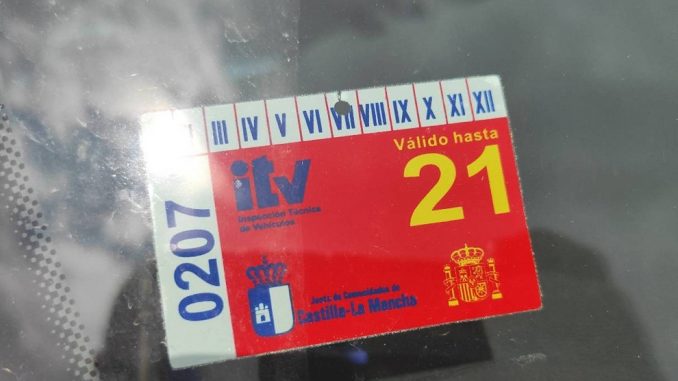 III IV V VI VII VIII IX X XI XII
Válido hasta
21
itv
Inspección Técnica
de Vehículos
0207
Junta de Comunidades de
Castilla-La Mancha